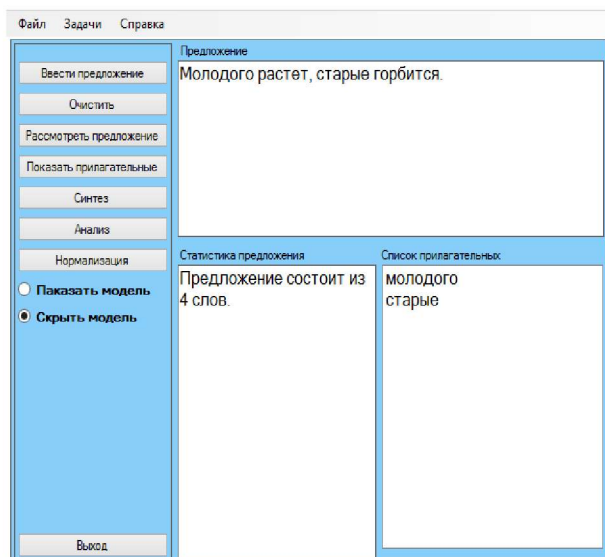 Файл Задачи Справка
Ввести предложение
Очистить
Рассмотреть предложение
Показать прилагательные
Синтез
Анализ
Нормализация
Паказать модель
Скрыть модель
Выход
Предложение
Молодого растет, старые горбится.
Статистика предложения
Предложение состоит из
4 слов.
Список прилагательных
молодого
старые